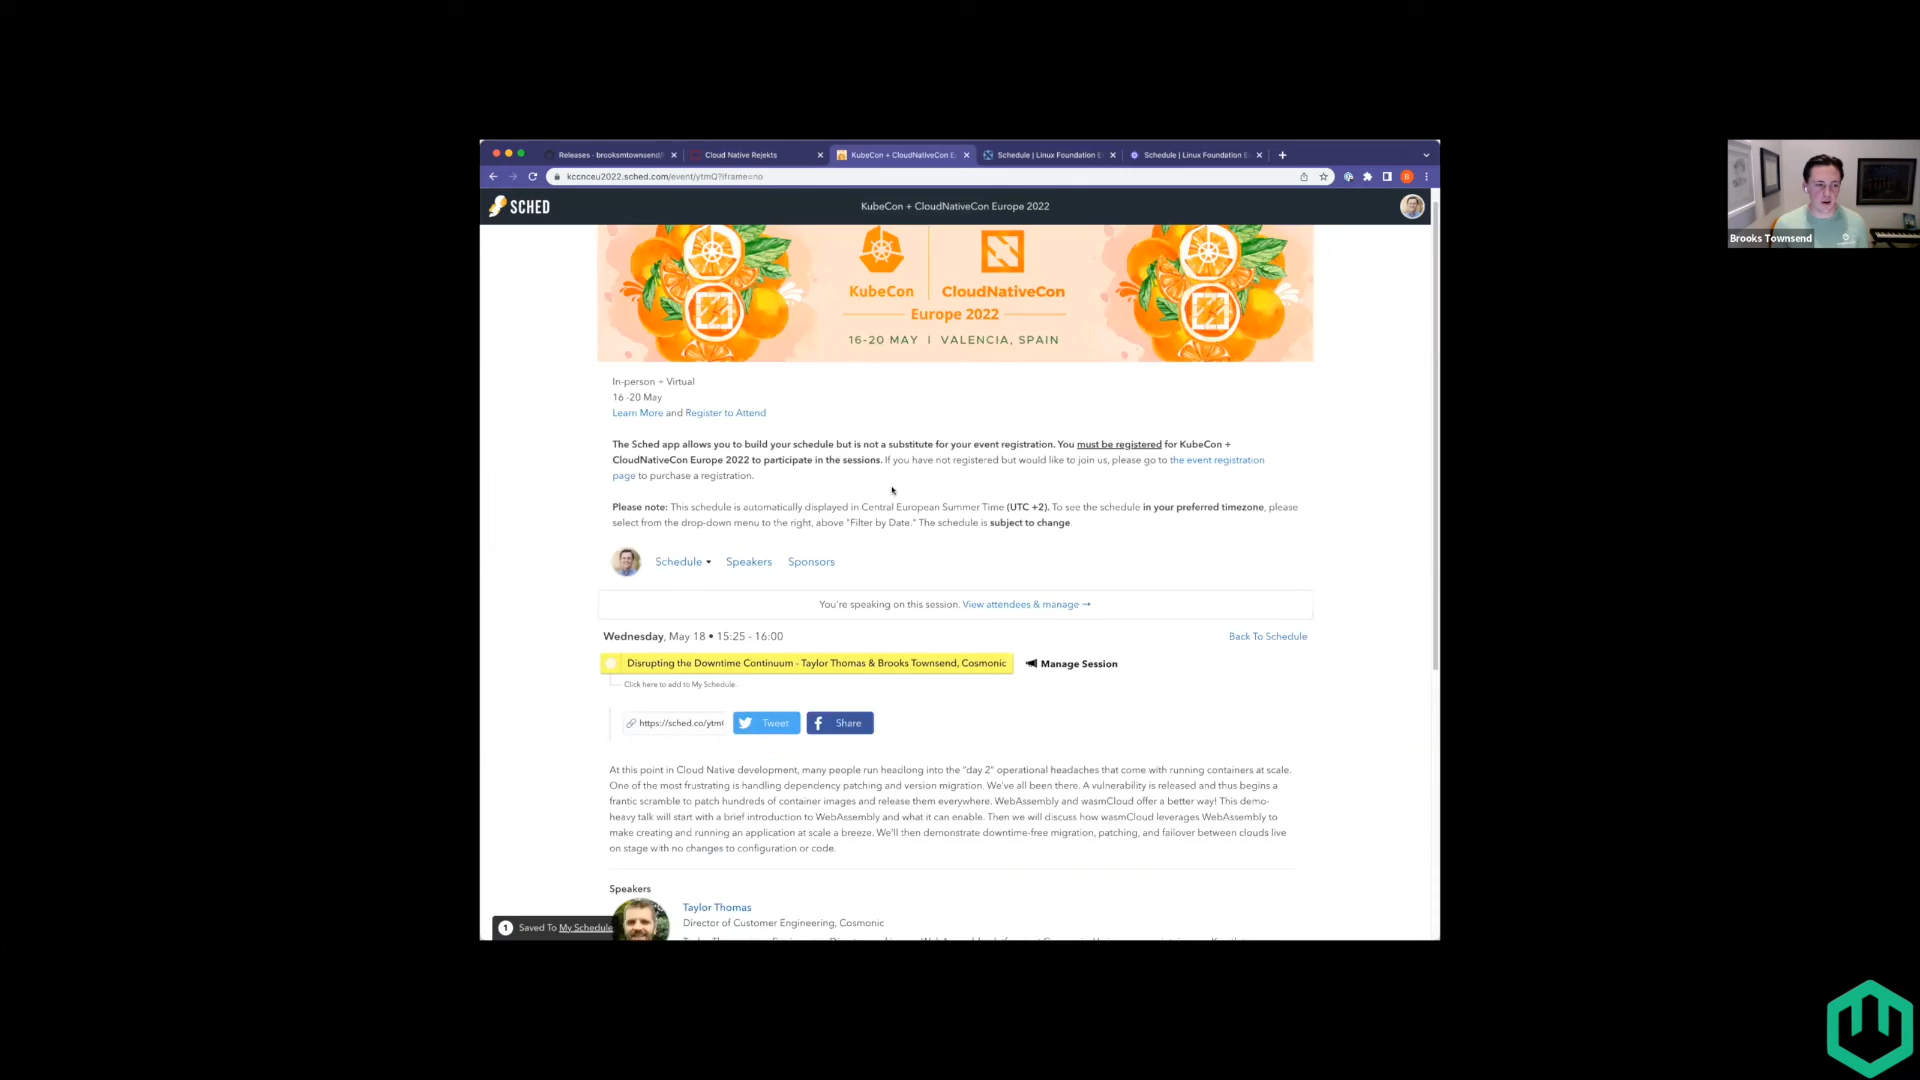 Releases - brooksmtownsend/
Cloud Native Rejekts
KubeCon + CloudNativeCon E
Schedule | Linux Foundation E
Schedule | Linux Foundation E
kccnceu2022.sched.com/event/ytmQ?iframe=no
SCHED
KubeCon + CloudNativeCon Europe 2022
KubeCon
CloudNativeCon
Europe 2022
16-20 MAY | VALENCIA, SPAIN
Brooks Townsend
In-person + Virtual
16 -20 May
Learn More and Register to Attend
The Sched app allows you to build your schedule but is not a substitute for your event registration. You must be registered for KubeCon +
CloudNativeCon Europe 2022 to participate in the sessions. If you have not registered but would like to join us, please go to the event registration
page to purchase a registration.
Please note: This schedule is automatically displayed in Central European Summer Time (UTC +2). To see the schedule in your preferred timezone, please
select from the drop-down menu to the right, above "Filter by Date." The schedule is subject to change.
Schedule Speakers Sponsors
You're speaking on this session. View attendees & manage →
Wednesday, May 18 • 15:25 - 16:00
Back To Schedule
Disrupting the Downtime Continuum - Taylor Thomas & Brooks Townsend, Cosmonic
Manage Session
Click here to add to My Schedule.
https://sched.co/ytm
Tweet
Share
At this point in Cloud Native development, many people run headlong into the "day 2" operational headaches that come with running containers at scale.
One of the most frustrating is handling dependency patching and version migration. We've all been there. A vulnerability is released and thus begins a
frantic scramble to patch hundreds of container images and release them everywhere. WebAssembly and wasmCloud offer a better way! This demo-
heavy talk will start with a brief introduction to WebAssembly and what it can enable. Then we will discuss how wasmCloud leverages WebAssembly to
make creating and running an application at scale a breeze. We'll then demonstrate downtime-free migration, patching, and failover between clouds live
on stage with no changes to configuration or code.
Speakers
Taylor Thomas
Director of Customer Engineering, Cosmonic
1 Saved To My Schedule